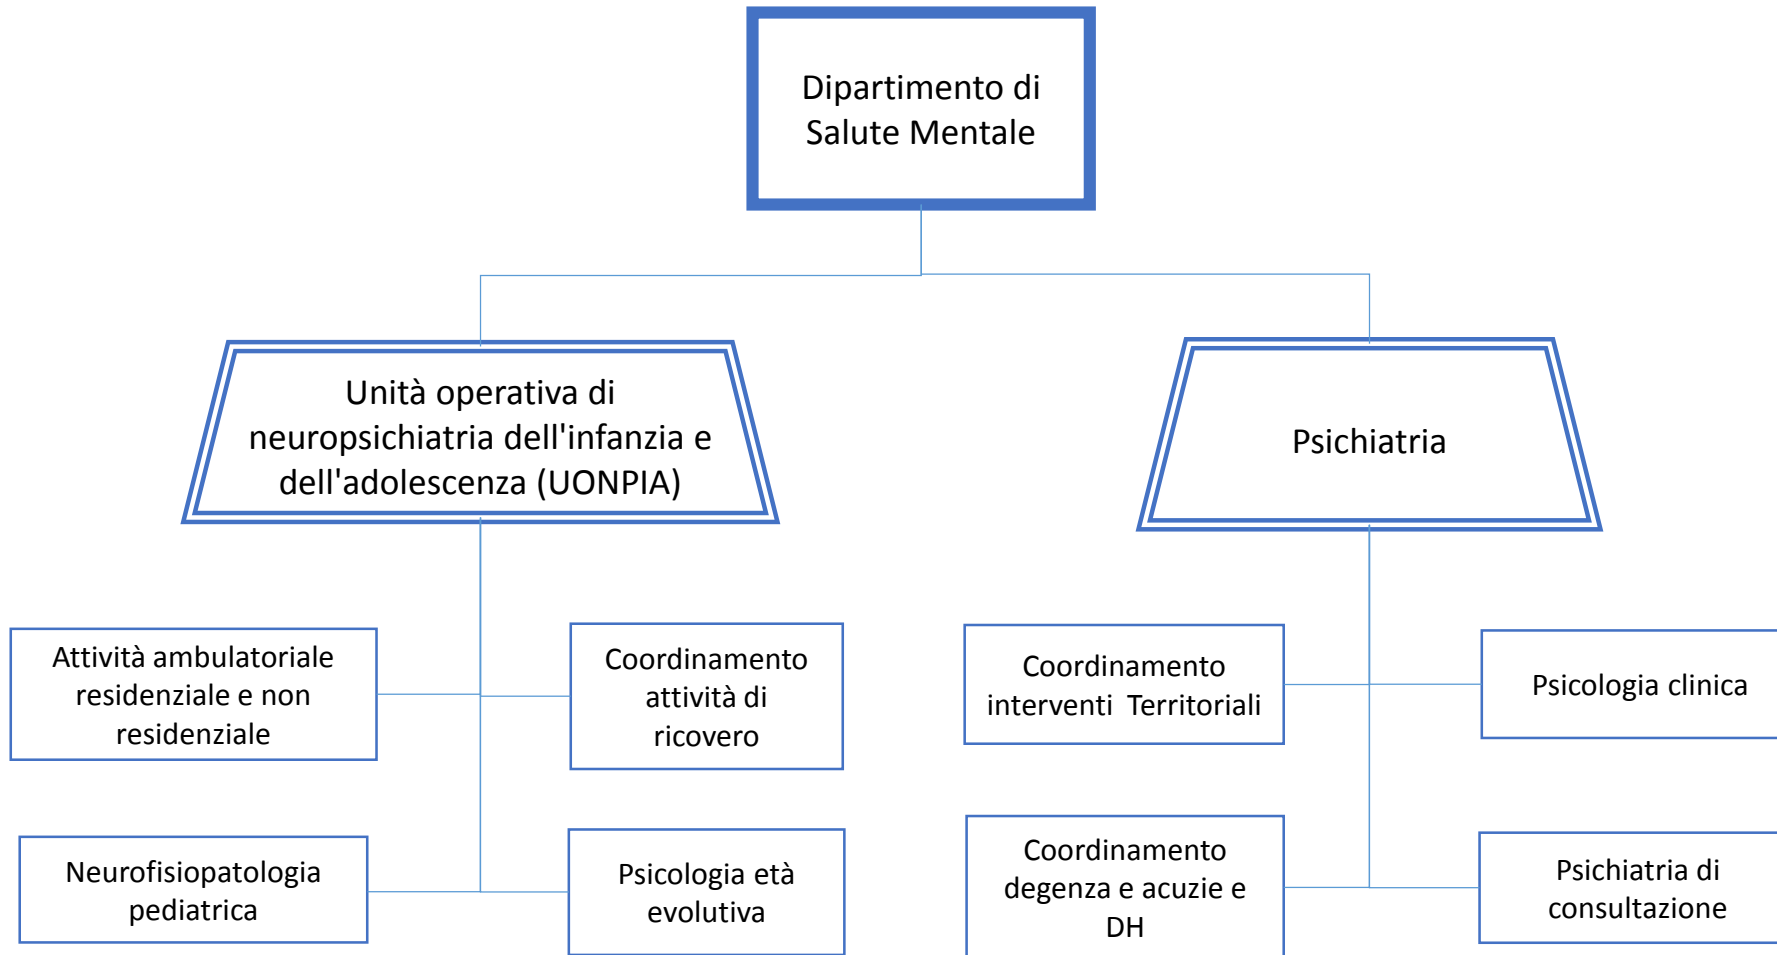 Dipartimento di
Salute Mentale
Unità operativa di
neuropsichiatria dell'infanzia e
dell'adolescenza (UONPIA)
Psichiatria
Attività ambulatoriale
residenziale e non
residenziale
Coordinamento
attività di
ricovero
Coordinamento
interventi Territoriali
Psicologia clinica
Neurofisiopatologia
pediatrica
Psicologia età
evolutiva
Coordinamento
degenza e acuzie e
DH
Psichiatria di
consultazione